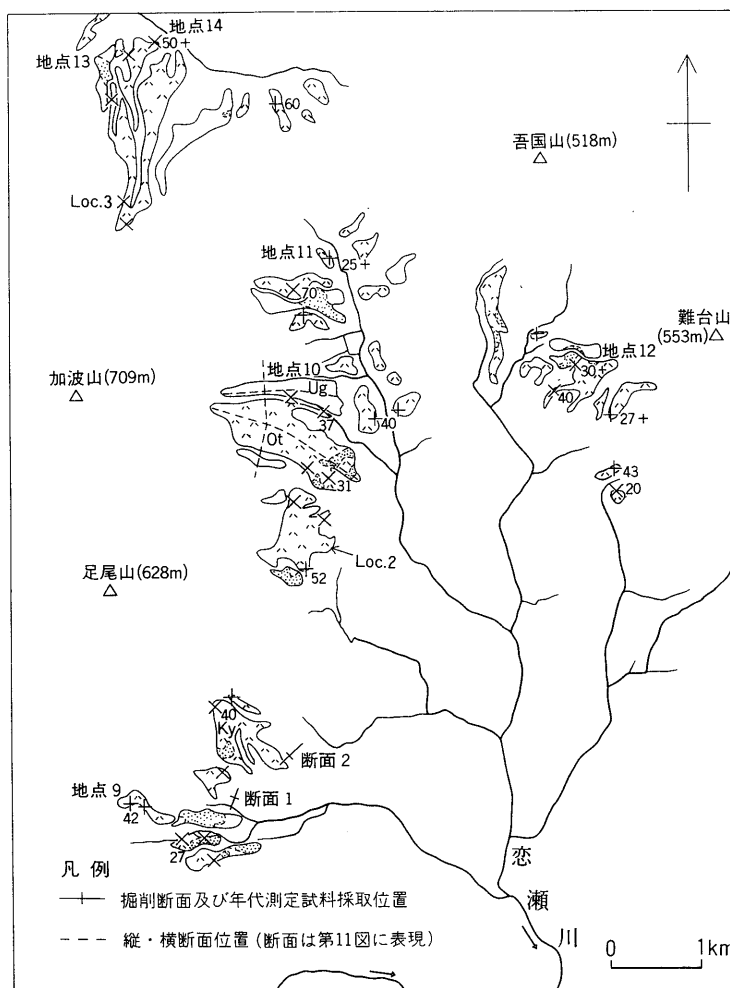 地点14
50+
地点13
60
吾国山(518m)
Loc.3
地点11
25+
70
難台山
(553m)
地点12
30+
地点10
加波山(709m)
Ug
37
40
40
27+
Ot
43
31
20
Loc.2
足尾山(628m)
52
40
Ky
断面2
地点9
断面1
42
27
凡例
掘削断面及び年代測定試料採取位置
縦・横断面位置(断面は第11図に表現)
恋
瀬
川
0 1km